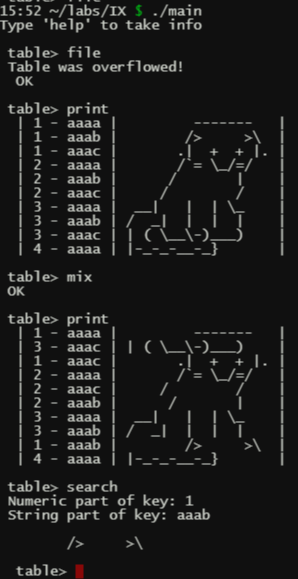 15:52 ~/labs/IX $ ./main
Type 'help' to take info
table> file
Table was overflowed!
OK
table> print
| 1 - aaaa |           -------   |
| 1 - aaab |          />     >\  |
| 1 - aaac |         .|  +  + |. |
| 2 - aaaa |         /`= \_/=/   |
| 2 - aaab |        /        |   |
| 2 - aaac |       /        /    |
| 3 - aaaa |   __|    |  | \_    |
| 3 - aaab | /  _|   |  |   |    |
| 3 - aaac | | ( \__\-)___)      |
| 4 - aaaa | |-_-_-__-_}         |
table> mix
OK
table> print
| 1 - aaaa |           -------   |
| 3 - aaac | | ( \__\-)___)      |
| 1 - aaac |         .|  +  + |. |
| 2 - aaaa |         /`= \_/=/   |
| 2 - aaac |       /        /    |
| 2 - aaab |        /        |   |
| 3 - aaaa |   __|    |  | \_    |
| 3 - aaab | /  _|   |  |   |    |
| 1 - aaab |          />     >\  |
| 4 - aaaa | |-_-_-__-_}         |
table> search
Numeric part of key: 1
String part of key: aaab
/>     >\
table>